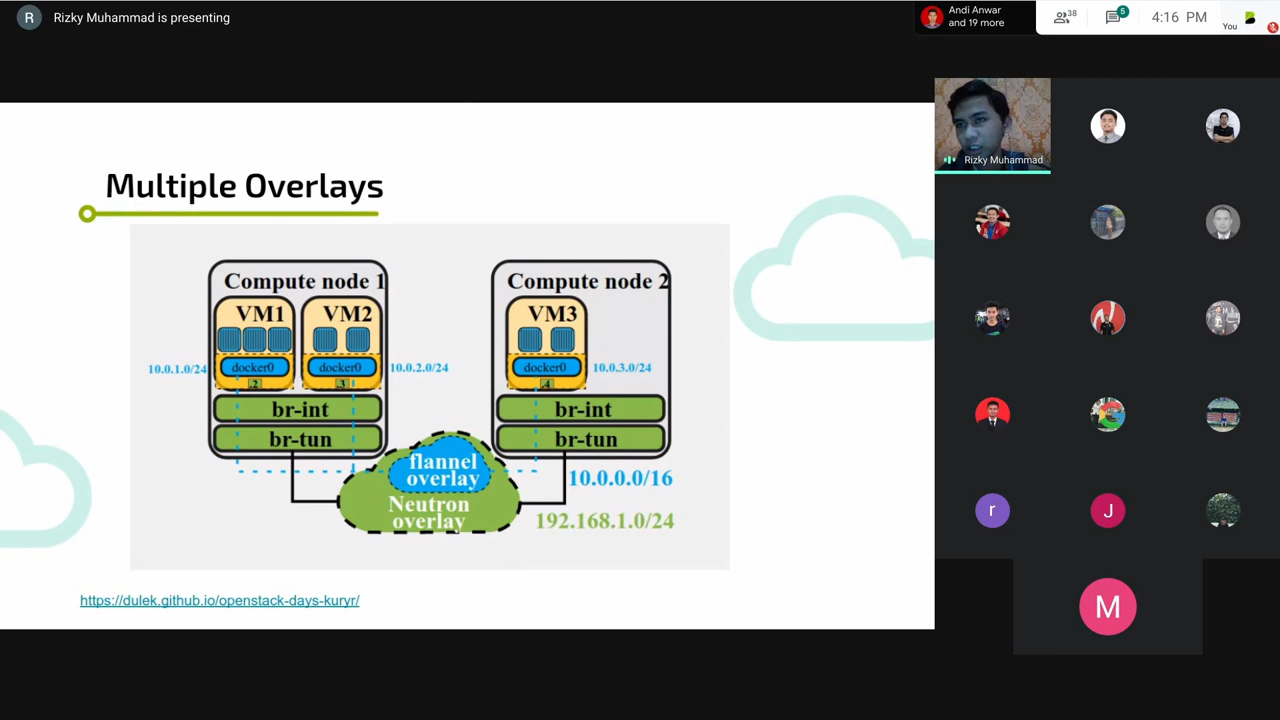 R
Rizky Muhammad is presenting
Andi Anwar
and 19 more
38
5
4:16 PM
You
Rizky Muhammad
Multiple Overlays
Compute node 1
Compute node 2
VM1
VM2
VM3
10.0.1.0/24
docker0
docker0
10.0.2.0/24
docker0
10.0.3.0/24
.2
.3
.4
br-int
br-int
br-tun
br-tun
flannel
overlay
10.0.0.0/16
Neutron
overlay
192.168.1.0/24
https://dulek.github.io/openstack-days-kuryr/
r
J
M